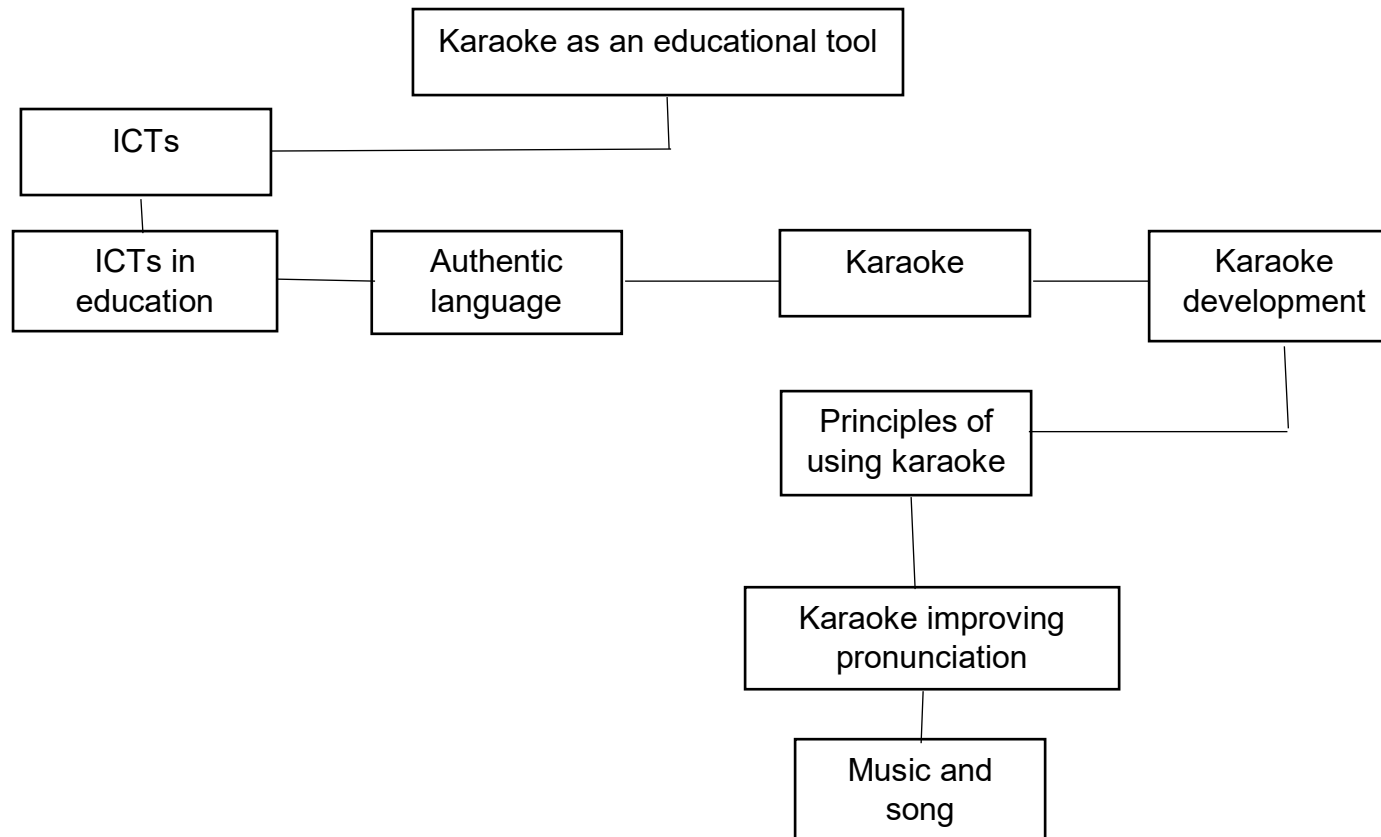 Karaoke as an educational tool
ICTs
ICTs in
education
Authentic
language
Karaoke
Karaoke
development
Principles of
using karaoke
Karaoke improving
pronunciation
Music and
song